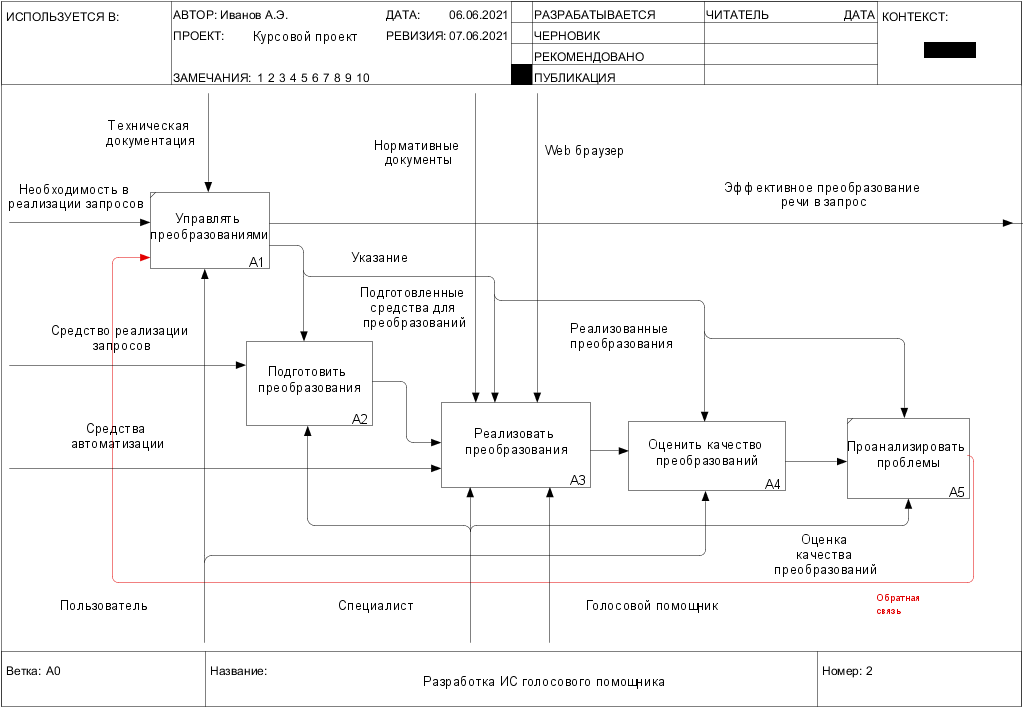 ИСПОЛЬЗУЕТСЯ В:
АВТОР: Иванов А.Э.
ДАТА: 06.06.2021
РАЗРАБАТЫВАЕТСЯ
ЧИТАТЕЛЬ
ДАТА
КОНТЕКСТ:
ПРОЕКТ: Курсовой проект
РЕВИЗИЯ: 07.06.2021
ЧЕРНОВИК
РЕКОМЕНДОВАНО
ЗАМЕЧАНИЯ: 1 2 3 4 5 6 7 8 9 10
ПУБЛИКАЦИЯ
Техническая
документация
Нормативные
документы
Web браузер
Необходимость в
реализации запросов
Эффективное преобразование
речи в запрос
Управлять
преобразованиями
A1
Указание
Подготовленные
средства для
преобразований
Средство реализации
запросов
Реализованные
преобразования
Подготовить
преобразования
A2
Средства
автоматизации
Реализовать
преобразования
A3
Оценить качество
преобразований
A4
Проанализировать
проблемы
A5
Оценка
качества
преобразований
Обратная
связь
Пользователь
Специалист
Голосовой помощник
Ветка: A0
Название:
Разработка ИС голосового помощника
Номер: 2